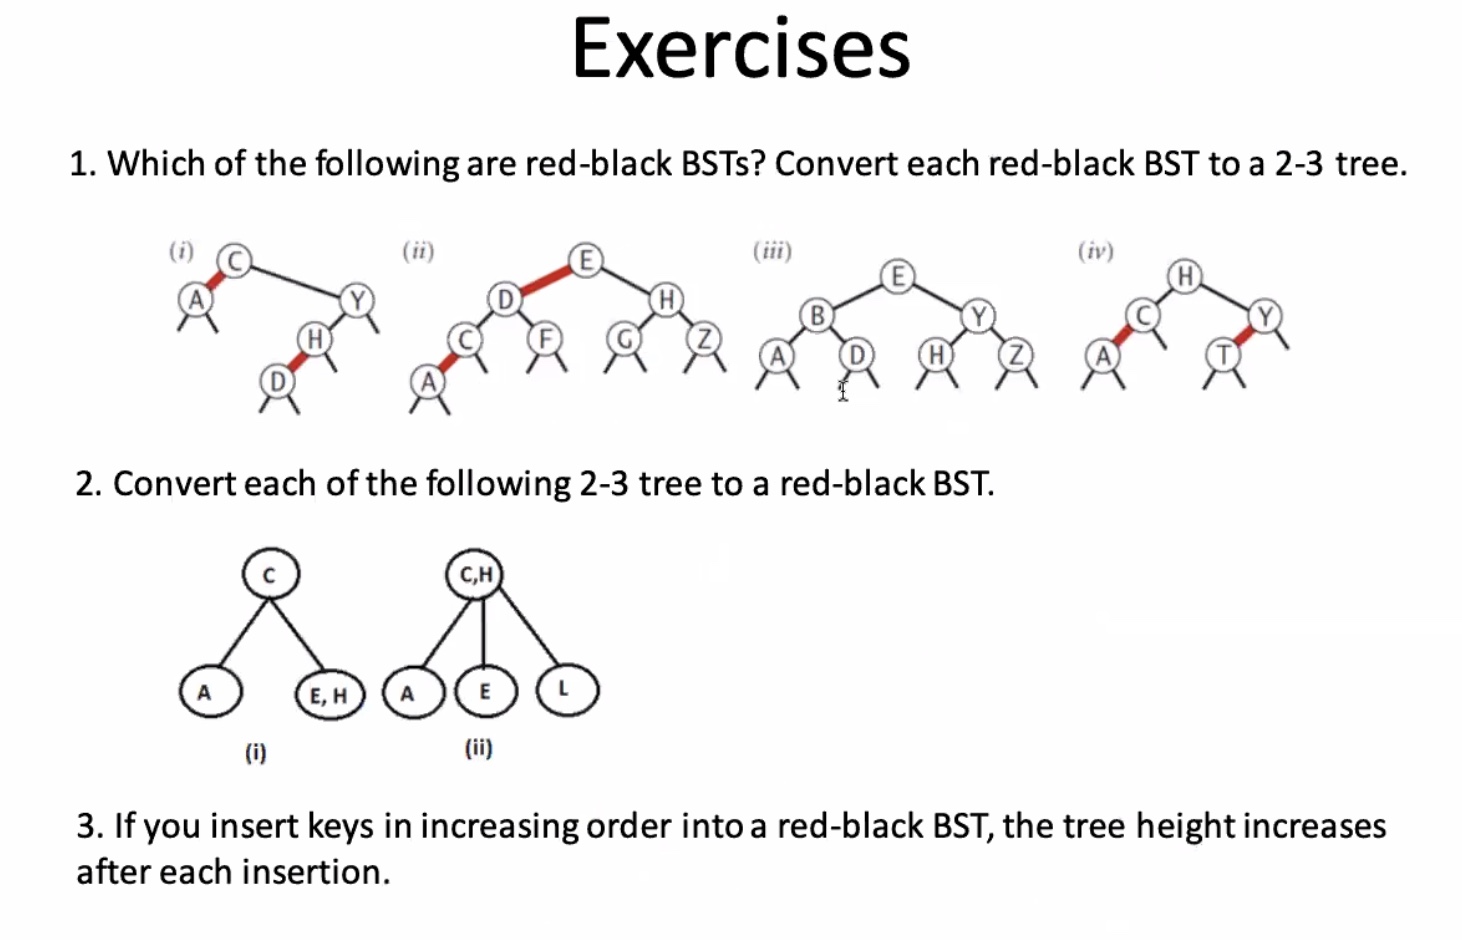 Exercises
1. Which of the following are red-black BSTs? Convert each red-black BST to a 2-3 tree.
(i) (ii) (iii) (iv)
C E E H
A Y D H B Y C Y
H C F G Z A D H Z A T
D A
2. Convert each of the following 2-3 tree to a red-black BST.
C C,H
A E, H A E L
(i) (ii)
3. If you insert keys in increasing order into a red-black BST, the tree height increases
after each insertion.